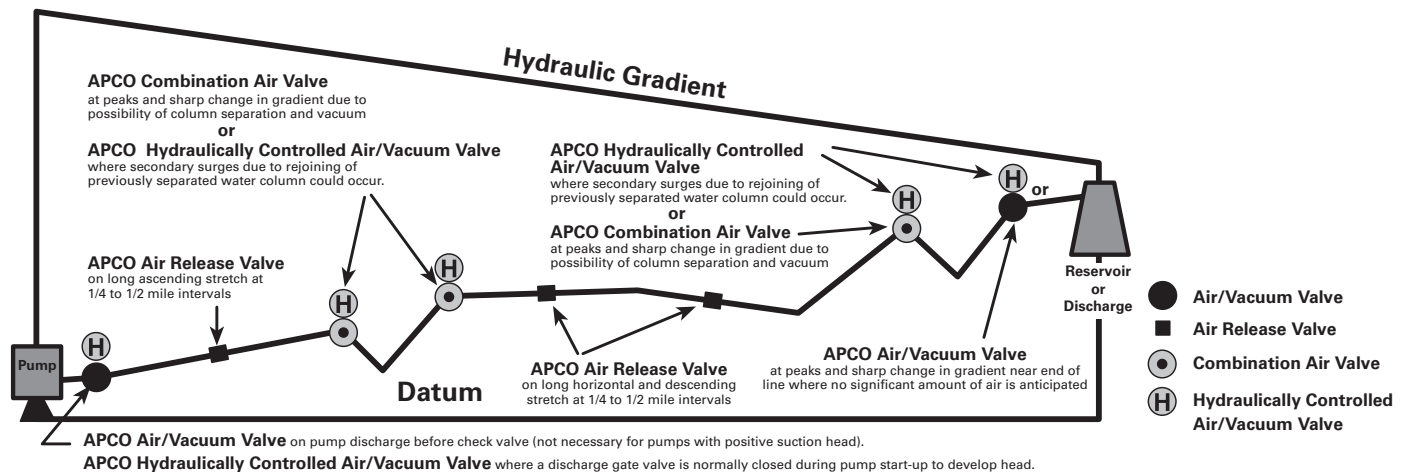 Hydraulic Gradient
APCO Combination Air Valve
at peaks and sharp change in gradient due to
possibility of column separation and vacuum
or
APCO Hydraulically Controlled Air/Vacuum Valve
where secondary surges due to rejoining of
previously separated water column could occur.
APCO Hydraulically Controlled
Air/Vacuum Valve
where secondary surges due to rejoining of
previously separated water column could occur.
or
APCO Combination Air Valve
at peaks and sharp change in gradient due to
possibility of column separation and vacuum
H
or
H
APCO Air Release Valve
on long ascending stretch at
1/4 to 1/2 mile intervals
H
H
H
Pump
Reservoir
or
Discharge
Datum
APCO Air Release Valve
on long horizontal and descending
stretch at 1/4 to 1/2 mile intervals
APCO Air/Vacuum Valve
at peaks and sharp change in gradient near end of
line where no significant amount of air is anticipated
Air/Vacuum Valve
Air Release Valve
Combination Air Valve
H
Hydraulically Controlled
Air/Vacuum Valve
APCO Air/Vacuum Valve on pump discharge before check valve (not necessary for pumps with positive suction head).
APCO Hydraulically Controlled Air/Vacuum Valve where a discharge gate valve is normally closed during pump start-up to develop head.